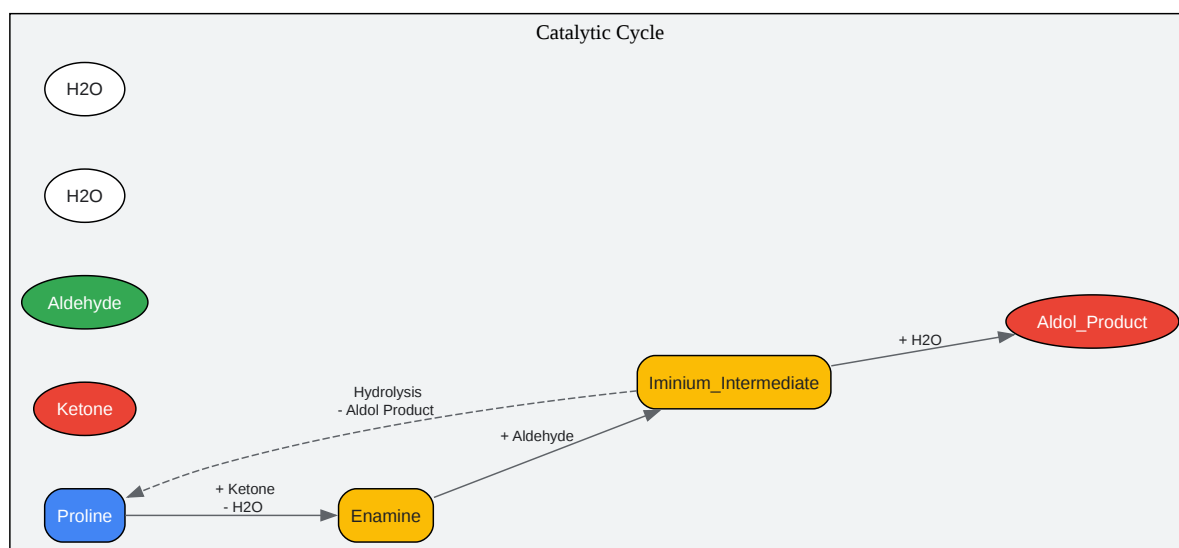 Catalytic Cycle
H2O
H2O
Aldehyde
Aldol_Product
+ H2O
Iminium_Intermediate
Hydrolysis
- Aldol Product
Ketone
+ Aldehyde
+ Ketone
- H2O
Proline
Enamine